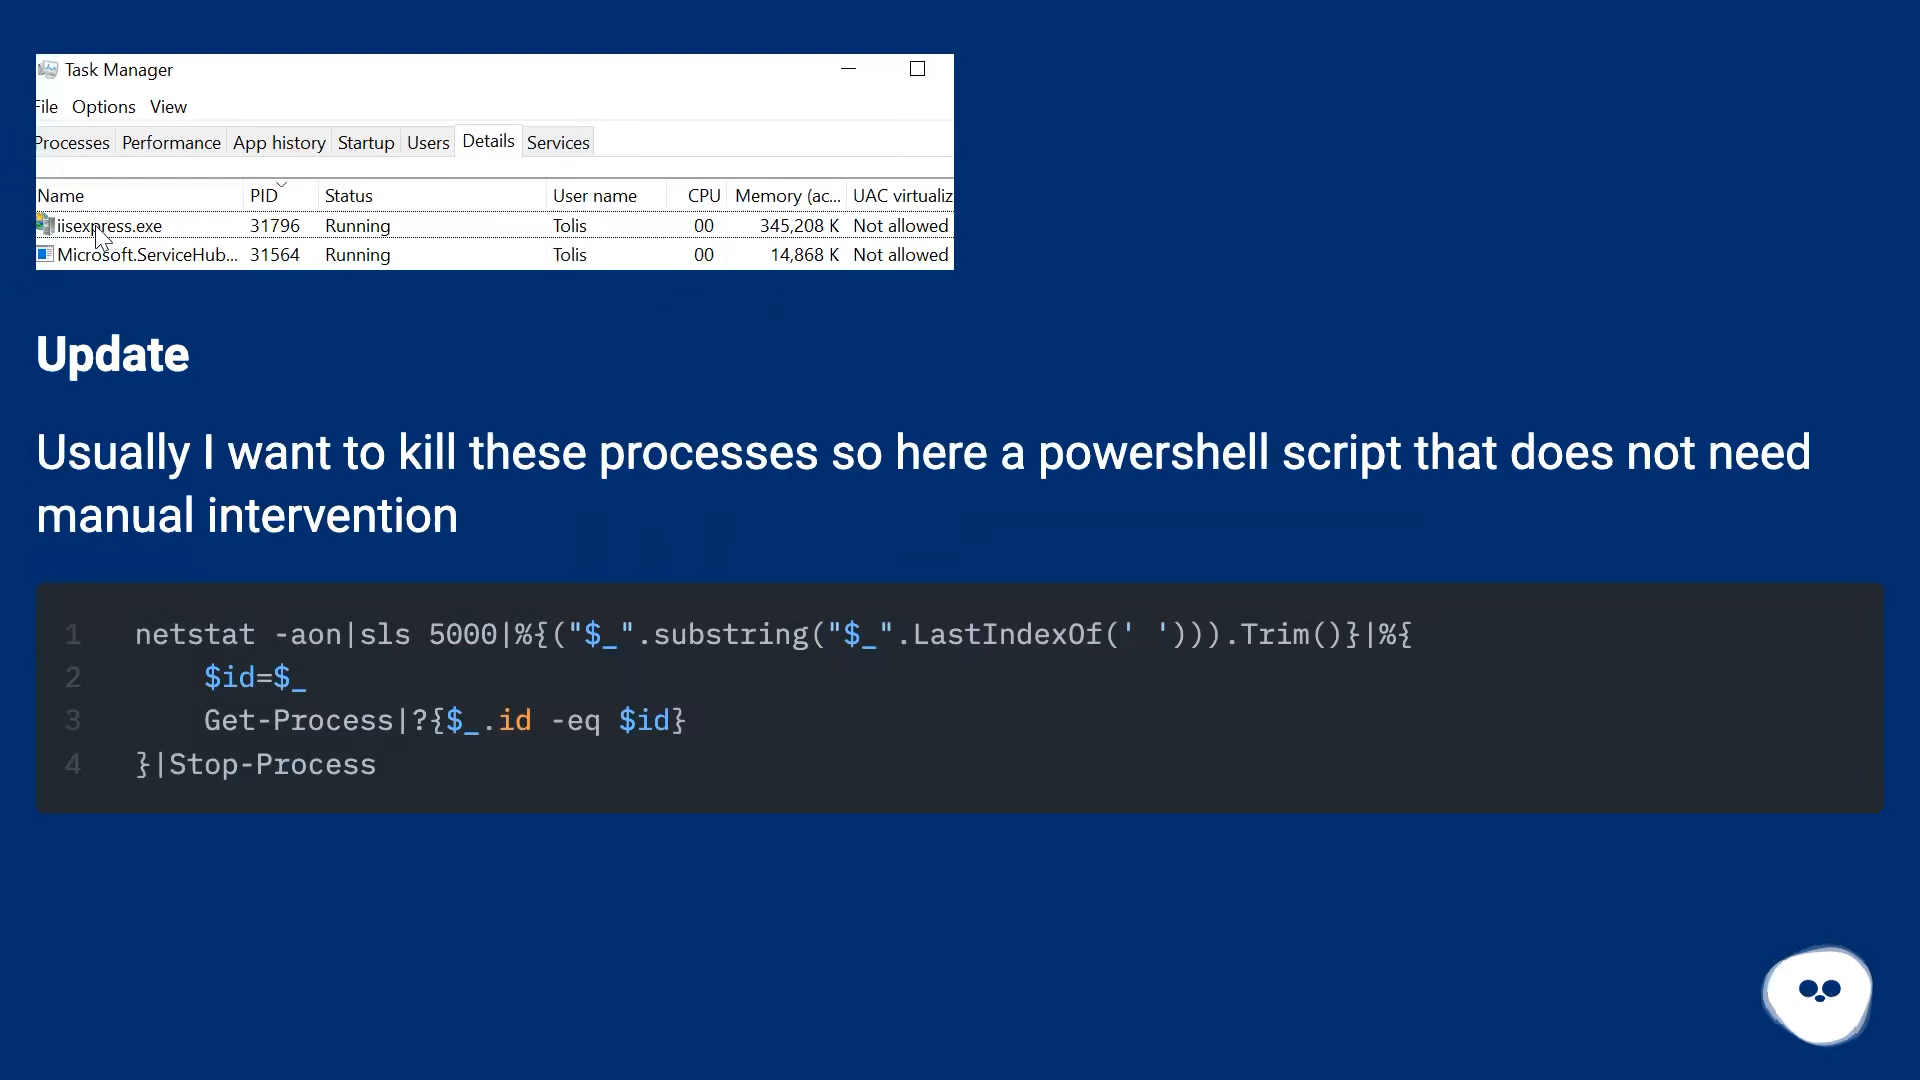 Task Manager
File Options View
Processes Performance App history Startup Users Details Services
Name PID Status User name CPU Memory (ac... UAC virtualiz
iisexpress.exe 31796 Running Tolis 00 345,208 K Not allowed
Microsoft.ServiceHub... 31564 Running Tolis 00 14,868 K Not allowed
Update
Usually I want to kill these processes so here a powershell script that does not need
manual intervention
1 netstat -aon|sls 5000|%{("$_".substring("$_".LastIndexOf(' '))).Trim()}|%{
2 $id=$_
3 Get-Process|?{$_.id -eq $id}
4 }|Stop-Process